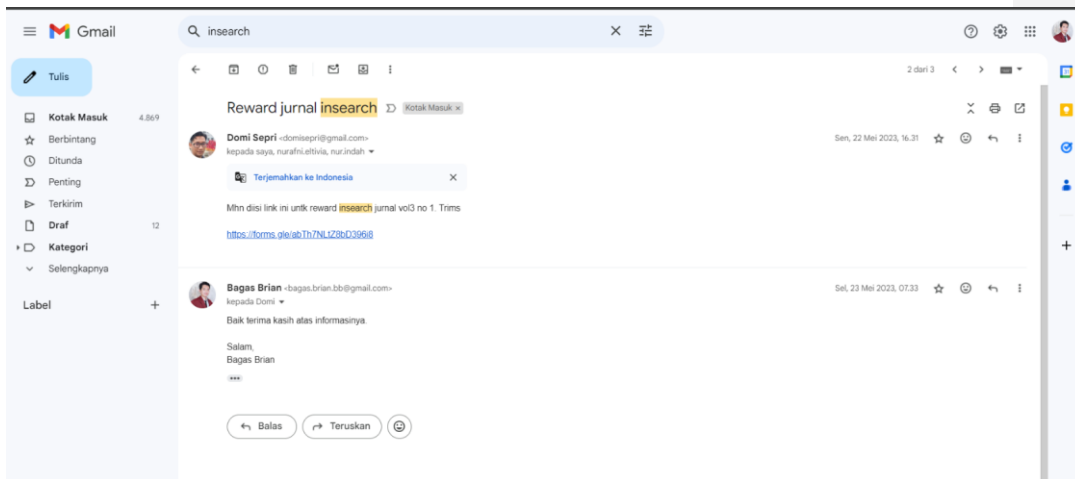 Gmail
insearch
Tulis
2 dari 3
Kotak Masuk 4.869
Berbintang
Ditunda
Penting
Terkirim
Draf 12
Kategori
Selengkapnya
Label
Reward jurnal insearch Kotak Masuk ×
Domi Sepri <domisepri@gmail.com> Sen, 22 Mei 2023, 16.31
kepada saya, nurafni.eltivia, nur.indah
Terjemahkan ke Indonesia
Mhn diisi link ini untk reward insearch jurnal vol3 no 1. Trims
https://forms.gle/abTh7NLtZ8bD396i8
Bagas Brian <bagas.brian.bb@gmail.com> Sel, 23 Mei 2023, 07.33
kepada Domi
Baik terima kasih atas informasinya.
Salam,
Bagas Brian
Balas
Teruskan